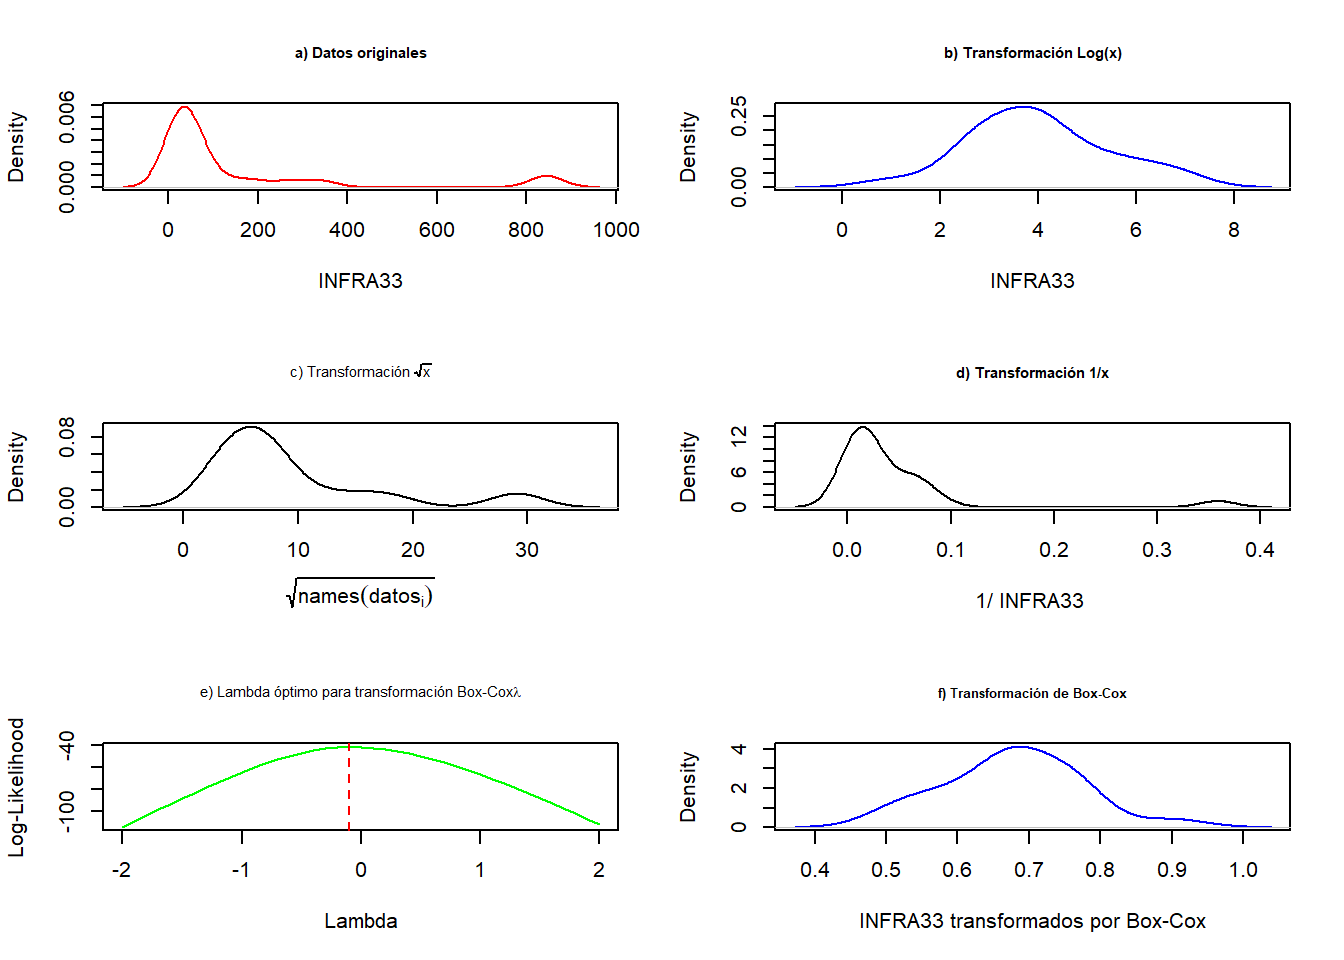 a) Datos originales
Density
0.000
0.006
0
200
400
600
800
1000
INFRA33
b) Transformación Log(x)
Density
0.00
0.25
0
2
4
6
8
INFRA33
c) Transformación √x
Density
0.00
0.08
0
10
20
30
√names(datosᵢ)
d) Transformación 1/x
Density
0
6
12
0.0
0.1
0.2
0.3
0.4
1/ INFRA33
e) Lambda óptimo para transformación Box-Coxλ
Log-Likelihood
-100
-40
-2
-1
0
1
2
Lambda
f) Transformación de Box-Cox
Density
0
2
4
0.4
0.5
0.6
0.7
0.8
0.9
1.0
INFRA33 transformados por Box-Cox